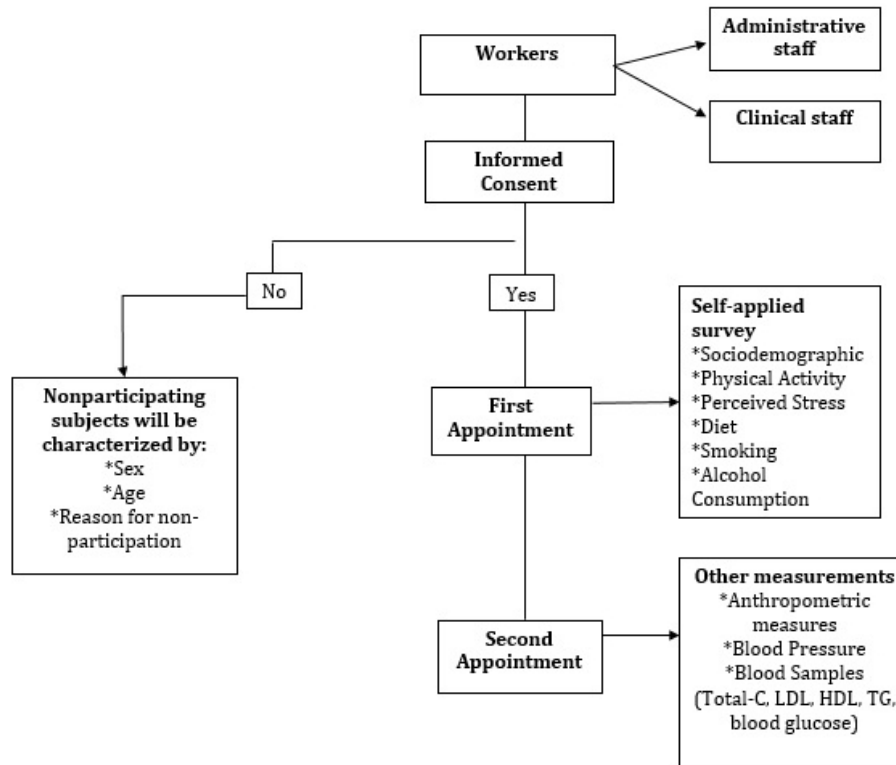 Administrative
staff
Workers
Clinical staff
Informed
Consent
No
Yes
Self-applied
survey
*Sociodemographic
*Physical Activity
*Perceived Stress
*Diet
*Smoking
*Alcohol
Consumption
Nonparticipating
subjects will be
characterized by:
*Sex
*Age
*Reason for non-
participation
First
Appointment
Other measurements
*Anthropometric
measures
*Blood Pressure
*Blood Samples
(Total-C, LDL, HDL, TG,
blood glucose)
Second
Appointment